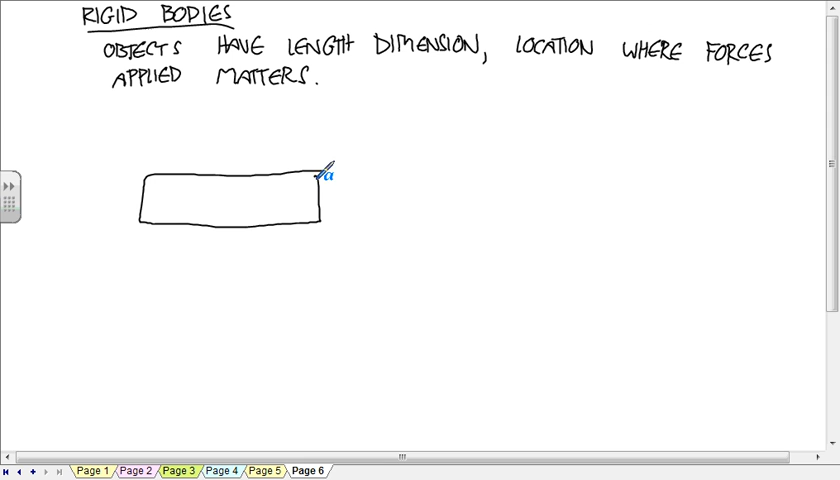 RIGID BODIES
OBJECTS HAVE LENGTH DIMENSION, LOCATION WHERE FORCES
APPLIED MATTERS.
a
Page 1 Page 2 Page 3 Page 4 Page 5 Page 6